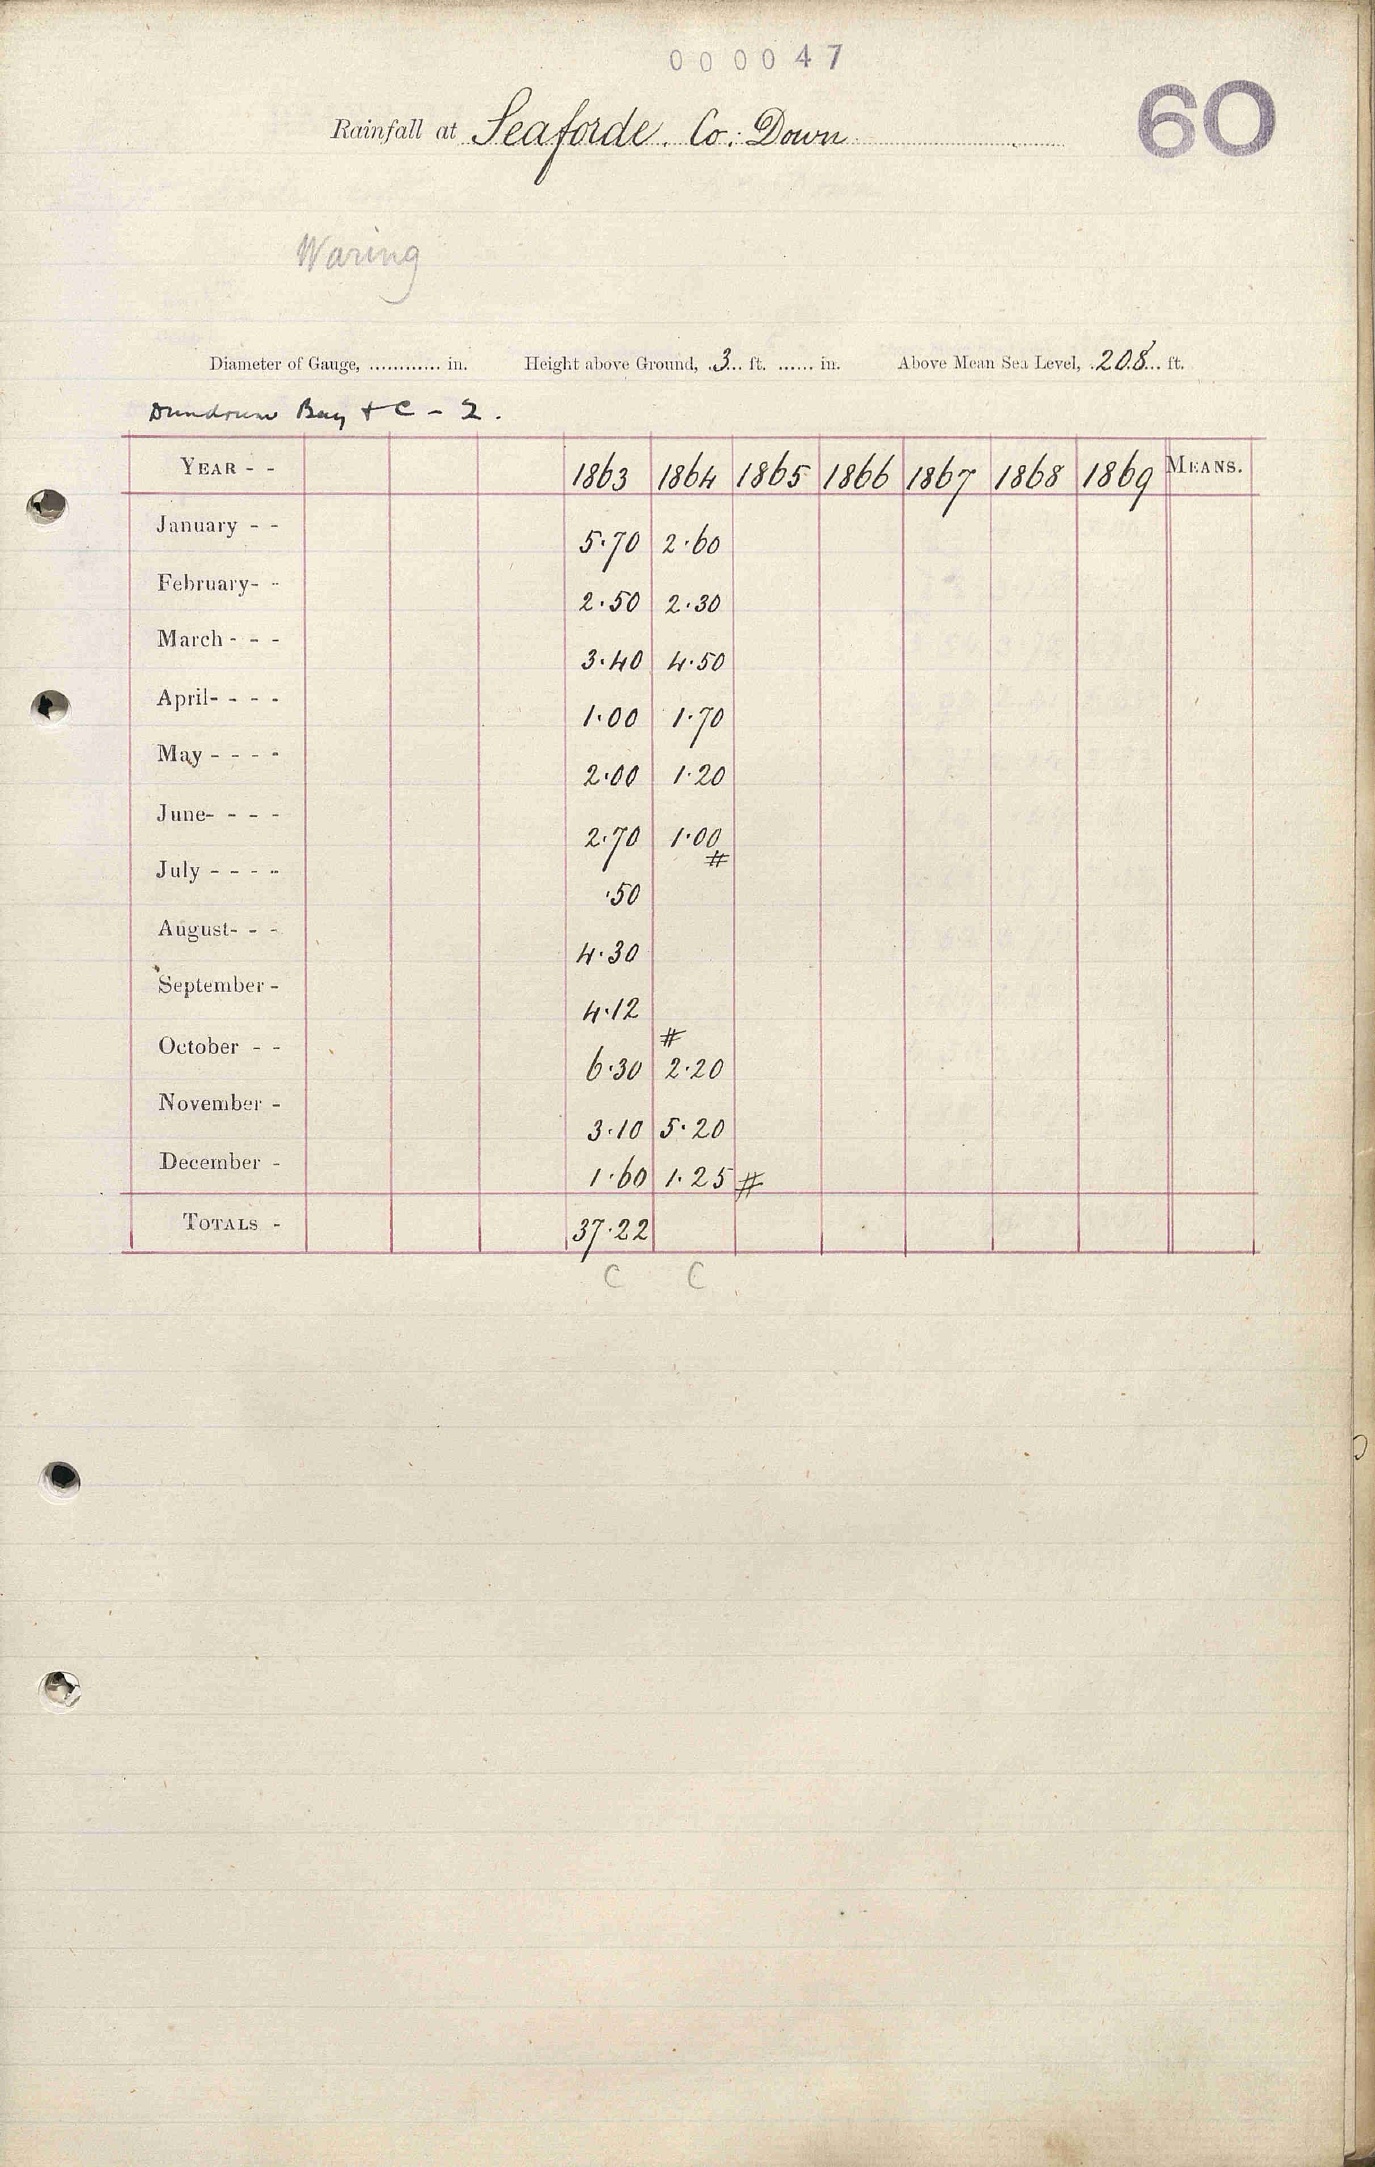 000047
60
Rainfall at Seaforde. Co: Down
Waring
Diameter of Gauge, ............ in. Height above Ground, 3 ft. ...... in. Above Mean Sea Level, 208 ft.
Dundrum Bay + C - 2.
YEAR - - 1863 1864 1865 1866 1867 1868 1869 MEANS.
January - - 5.70 2.60
February- - 2.50 2.30
March - - - 3.40 4.50
April- - - - 1.00 1.70
May - - - - 2.00 1.20
June- - - - 2.70 1.00 #
July - - - - .50
August- - - 4.30
September - 4.12
October - - 6.30 # 2.20
November - 3.10 5.20
December - 1.60 1.25 #
TOTALS - 37.22
C C